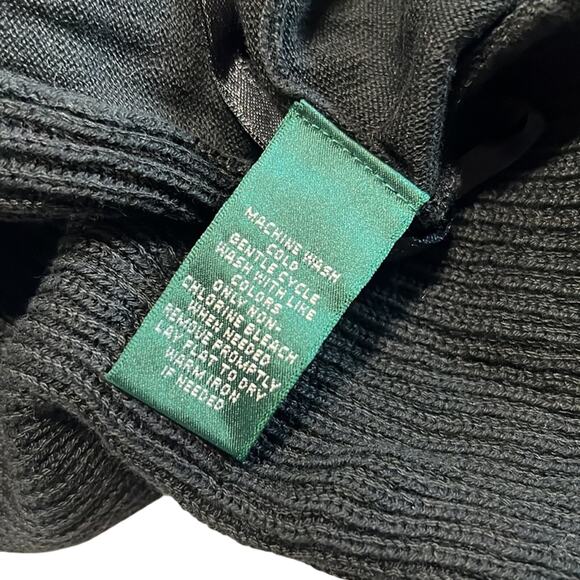 MACHINE WASH
COLD
GENTLE CYCLE
WASH WITH LIKE
COLORS
ONLY NON-
CHLORINE BLEACH
WHEN NEEDED
REMOVE PROMPTLY
LAY FLAT TO DRY
WARM IRON
IF NEEDED